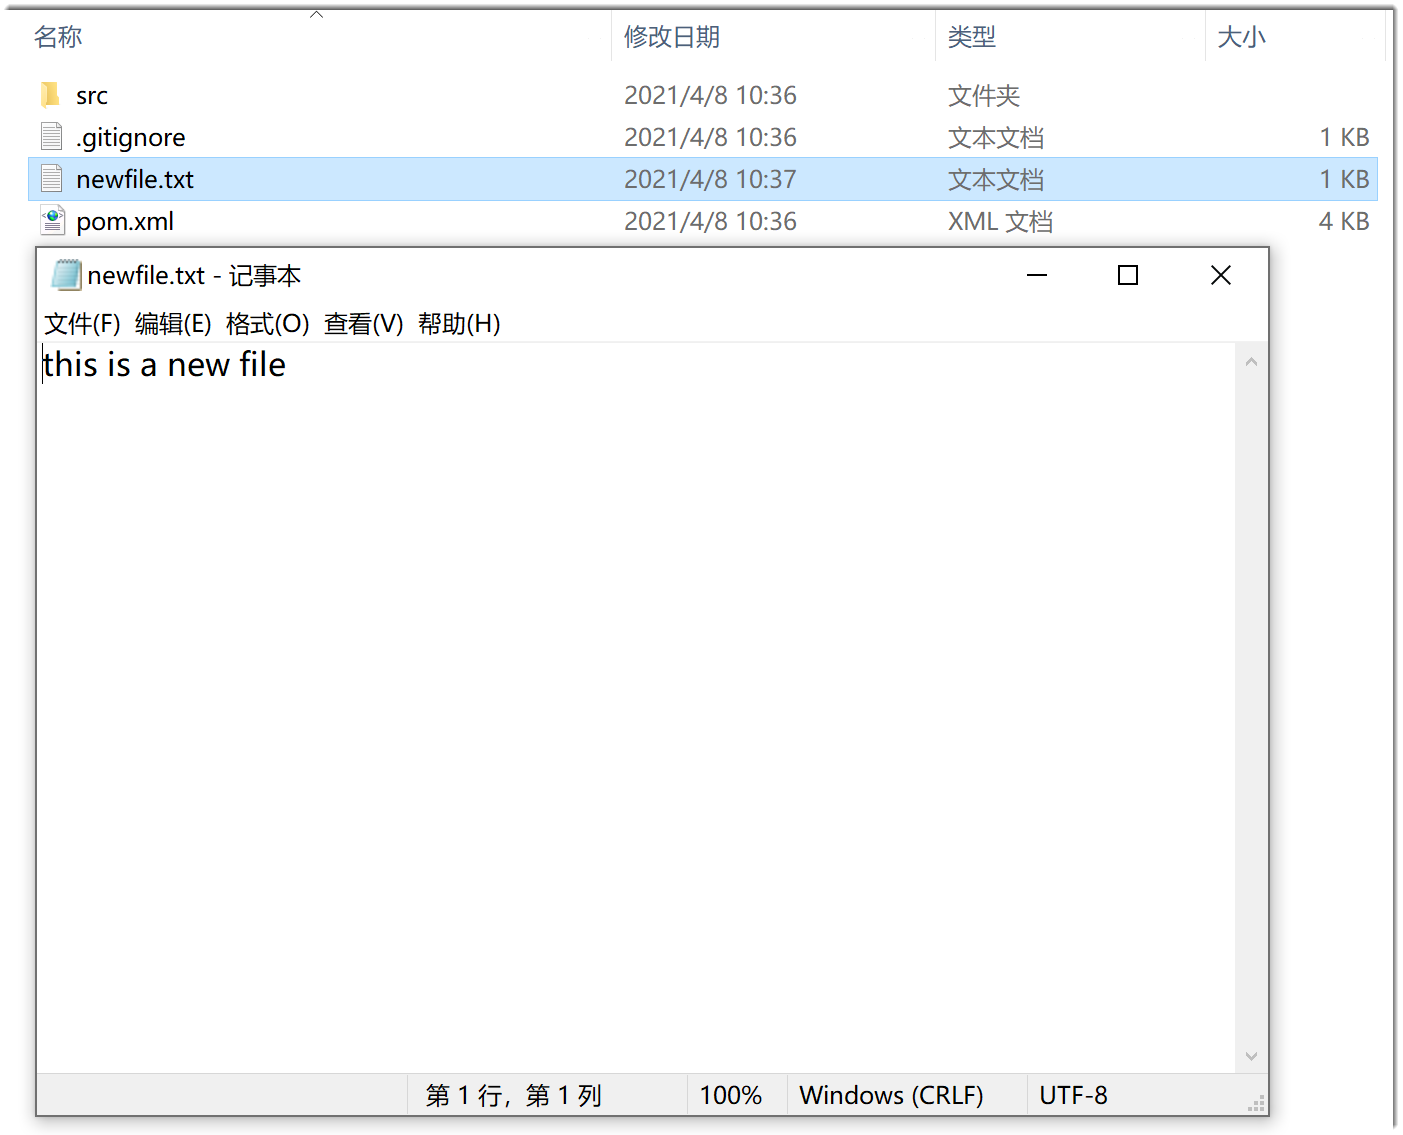 名称 修改日期 类型 大小
src 2021/4/8 10:36 文件夹
.gitignore 2021/4/8 10:36 文本文档 1 KB
newfile.txt 2021/4/8 10:37 文本文档 1 KB
pom.xml 2021/4/8 10:36 XML 文档 4 KB
newfile.txt - 记事本
文件(F) 编辑(E) 格式(O) 查看(V) 帮助(H)
this is a new file
第 1 行，第 1 列 100% Windows (CRLF) UTF-8